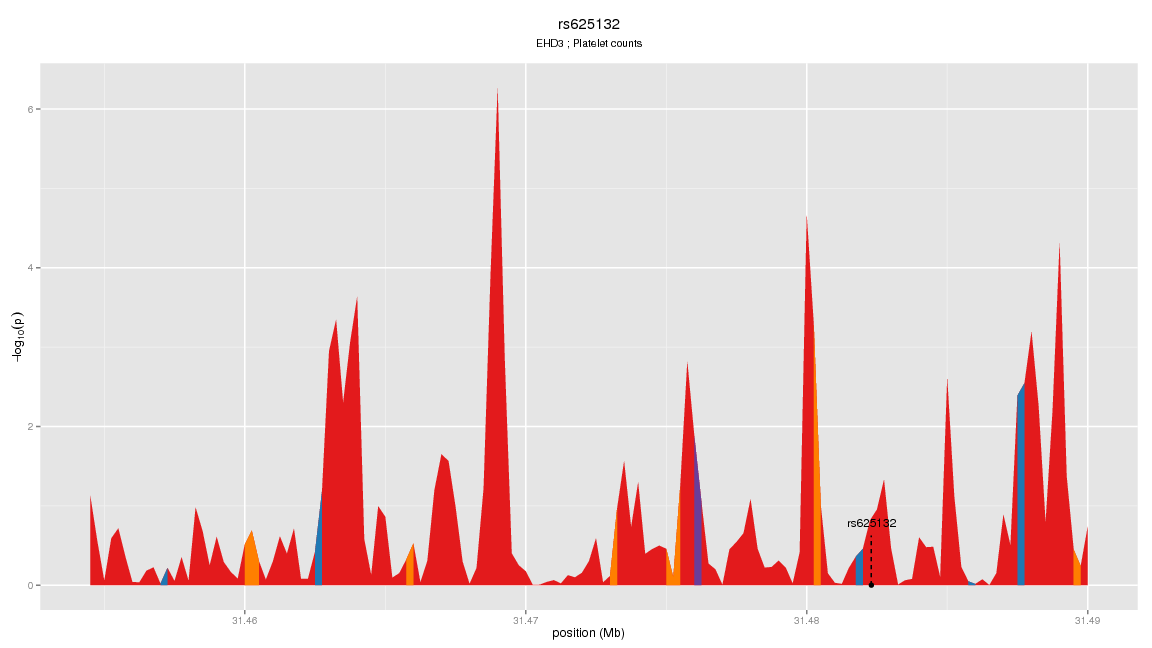 rs625132
EHD3 ; Platelet counts
6
4
2
0
−log10(p)
rs625132
31.46
31.47
31.48
31.49
position (Mb)